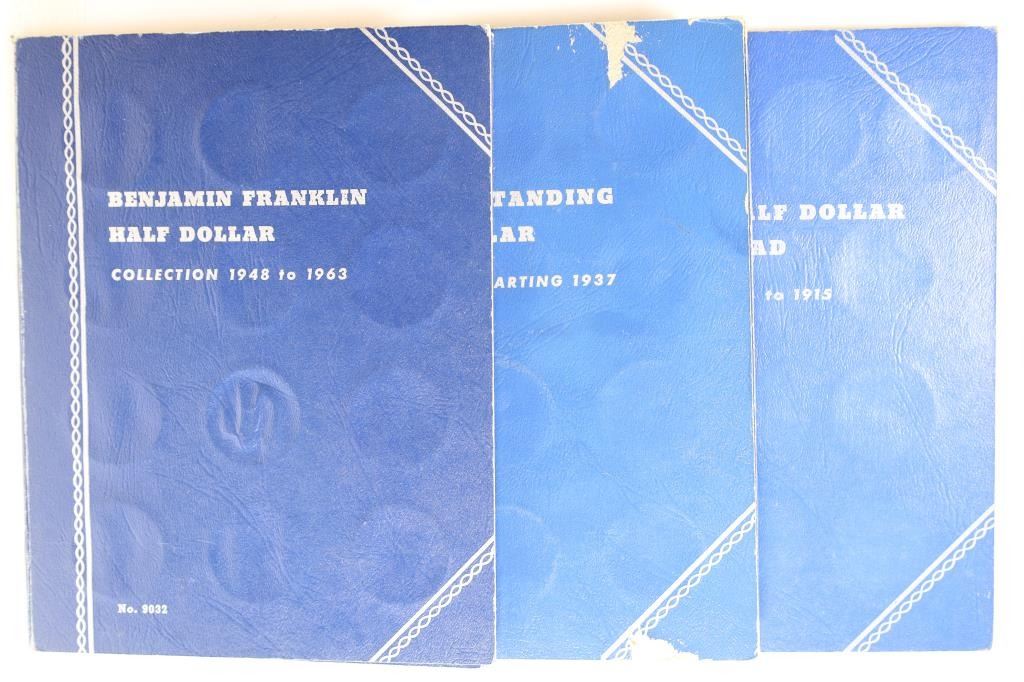 BENJAMIN FRANKLIN
HALF DOLLAR
COLLECTION 1948 to 1963
No. 9032
TANDING
LAR
ARTING 1937
LF DOLLAR
AD
to 1915